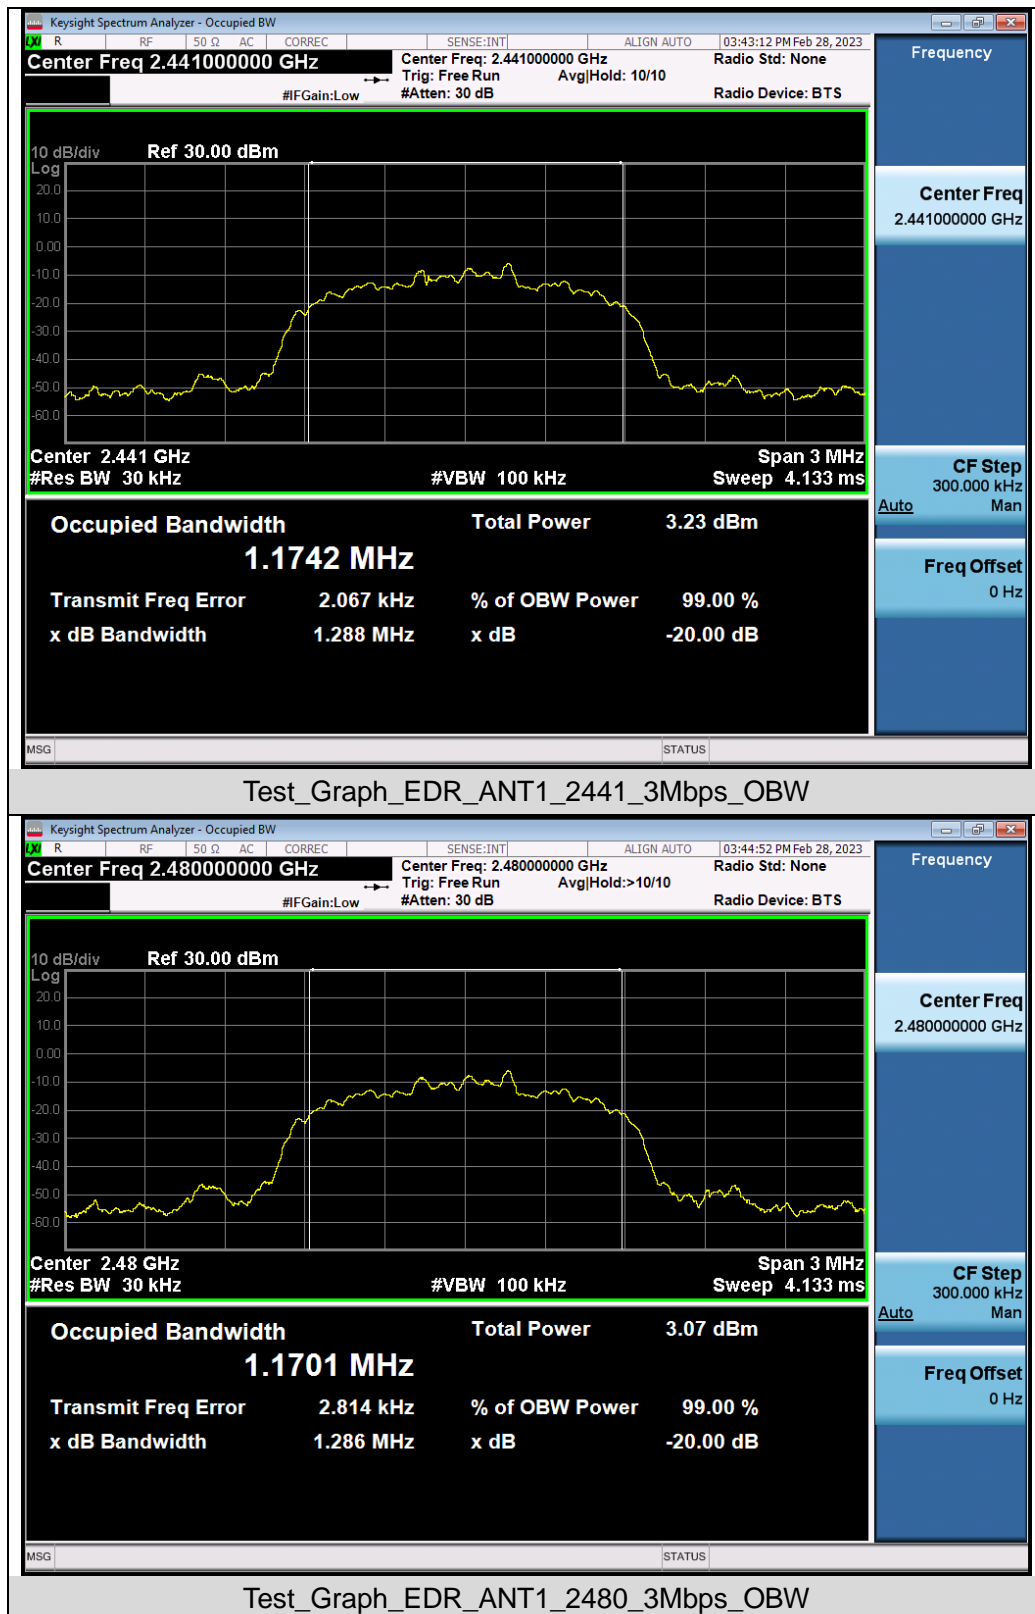 Keysight Spectrum Analyzer - Occupied BW
LXI R RF 50 Ω AC CORREC SENSE:INT ALIGN AUTO 03:43:12 PM Feb 28, 2023
Center Freq 2.441000000 GHz
Center Freq: 2.441000000 GHz
Radio Std: None
Trig: Free Run Avg|Hold: 10/10
#IFGain:Low #Atten: 30 dB Radio Device: BTS
Frequency
10 dB/div Ref 30.00 dBm
Log
20.0
10.0
0.00
-10.0
-20.0
-30.0
-40.0
-50.0
-60.0
Center 2.441 GHz Span 3 MHz
#Res BW 30 kHz #VBW 100 kHz Sweep 4.133 ms
Center Freq
2.441000000 GHz
CF Step
300.000 kHz
Auto Man
Freq Offset
0 Hz
Occupied Bandwidth Total Power 3.23 dBm
1.1742 MHz
Transmit Freq Error 2.067 kHz % of OBW Power 99.00 %
x dB Bandwidth 1.288 MHz x dB -20.00 dB
MSG STATUS
Test_Graph_EDR_ANT1_2441_3Mbps_OBW
Keysight Spectrum Analyzer - Occupied BW
LXI R RF 50 Ω AC CORREC SENSE:INT ALIGN AUTO 03:44:52 PM Feb 28, 2023
Center Freq 2.480000000 GHz
Center Freq: 2.480000000 GHz
Radio Std: None
Trig: Free Run Avg|Hold:>10/10
#IFGain:Low #Atten: 30 dB Radio Device: BTS
Frequency
10 dB/div Ref 30.00 dBm
Log
20.0
10.0
0.00
-10.0
-20.0
-30.0
-40.0
-50.0
-60.0
Center 2.48 GHz Span 3 MHz
#Res BW 30 kHz #VBW 100 kHz Sweep 4.133 ms
Center Freq
2.480000000 GHz
CF Step
300.000 kHz
Auto Man
Freq Offset
0 Hz
Occupied Bandwidth Total Power 3.07 dBm
1.1701 MHz
Transmit Freq Error 2.814 kHz % of OBW Power 99.00 %
x dB Bandwidth 1.286 MHz x dB -20.00 dB
MSG STATUS
Test_Graph_EDR_ANT1_2480_3Mbps_OBW